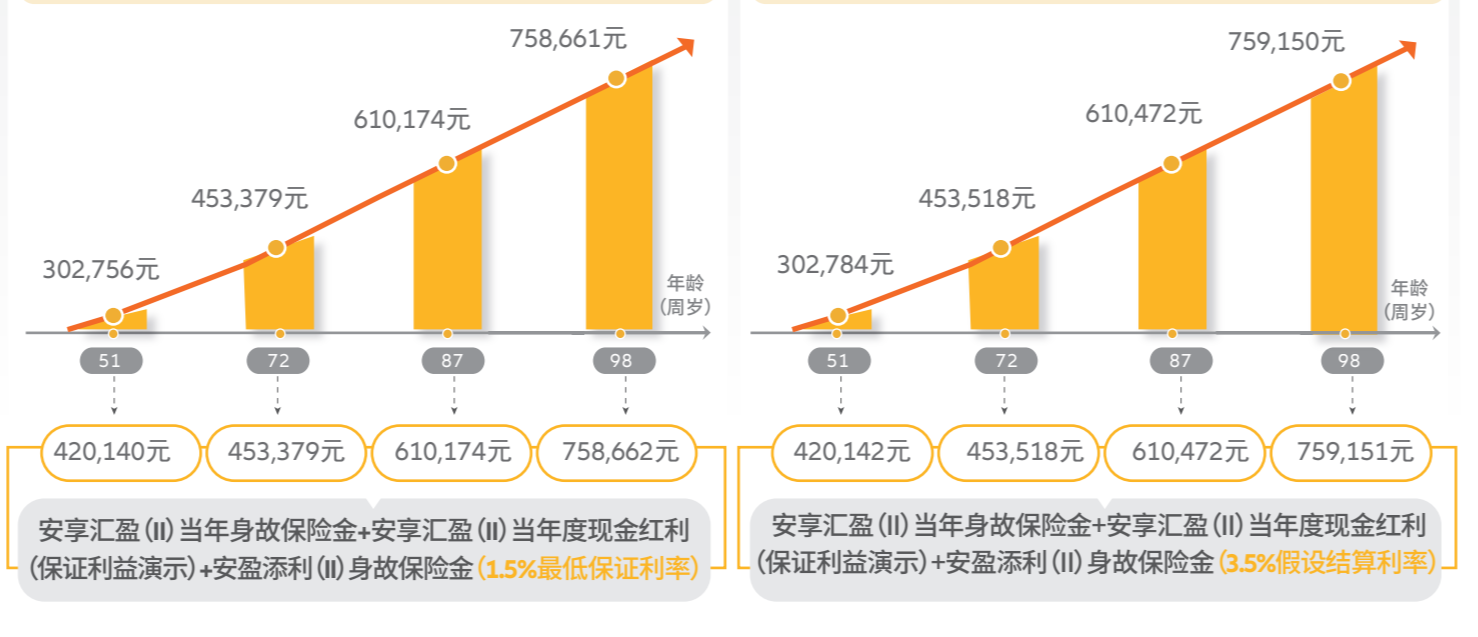 758,661元
610,174元
453,379元
302,756元
年龄
（周岁）
51
72
87
98
420,140元
453,379元
610,174元
758,662元
安享汇盈（II）当年身故保险金+安享汇盈（II）当年度现金红利
（保证利益演示）+安盈添利（II）身故保险金（1.5%最低保证利率）
759,150元
610,472元
453,518元
302,784元
年龄
（周岁）
51
72
87
98
420,142元
453,518元
610,472元
759,151元
安享汇盈（II）当年身故保险金+安享汇盈（II）当年度现金红利
（保证利益演示）+安盈添利（II）身故保险金（3.5%假设结算利率）